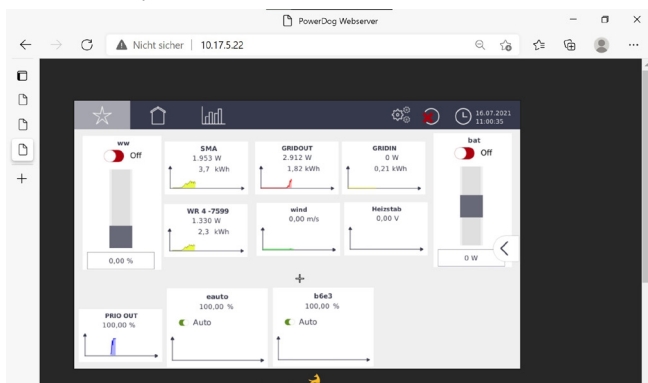 PowerDog Webserver
Nicht sicher | 10.17.5.22
16.07.2021
11:00:35
ww
Off
0,00 %
SMA
1.953 W
3,7 kWh
GRIDOUT
2.912 W
1,82 kWh
GRIDIN
0 W
0,21 kWh
bat
Off
0 W
WR 4 -7599
1.330 W
2,3 kWh
wind
0,00 m/s
Heizstab
0,00 V
PRIO OUT
100,00 %
eauto
100,00 %
Auto
b6e3
100,00 %
Auto